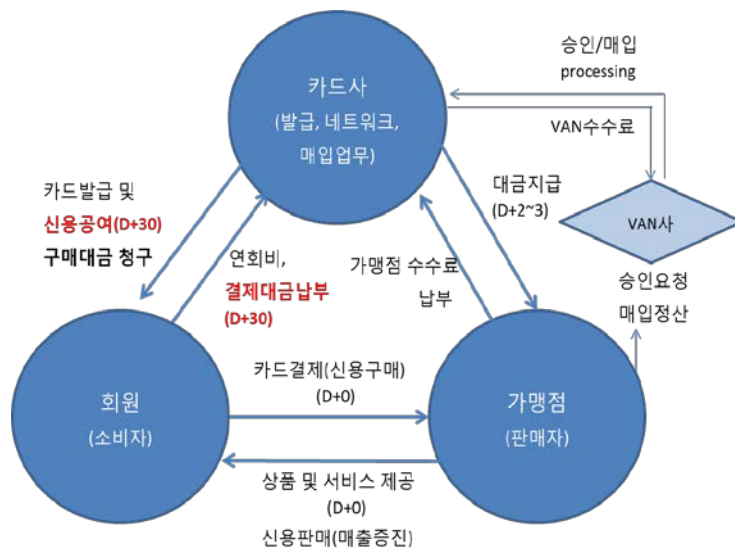 카드사
(발급, 네트워크,
매입업무)
승인/매입
processing
VAN수수료
VAN사
승인요청
매입정산
대금지급
(D+2~3)
카드발급 및
신용공여(D+30)
구매대금 청구
연회비,
결제대금납부
(D+30)
가맹점 수수료
납부
회원
(소비자)
카드결제(신용구매)
(D+0)
가맹점
(판매자)
상품 및 서비스 제공
(D+0)
신용판매(매출증진)